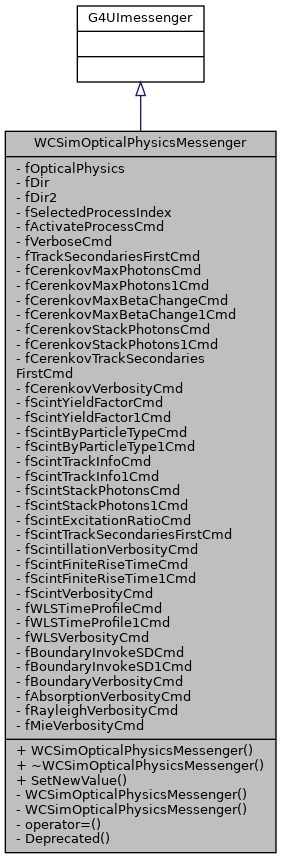 G4UImessenger
WCSimOpticalPhysicsMessenger
- fOpticalPhysics
- fDir
- fDir2
- fSelectedProcessIndex
- fActivateProcessCmd
- fVerboseCmd
- fTrackSecondariesFirstCmd
- fCerenkovMaxPhotonsCmd
- fCerenkovMaxPhotons1Cmd
- fCerenkovMaxBetaChangeCmd
- fCerenkovMaxBetaChange1Cmd
- fCerenkovStackPhotonsCmd
- fCerenkovStackPhotons1Cmd
- fCerenkovTrackSecondaries
FirstCmd
- fCerenkovVerbosityCmd
- fScintYieldFactorCmd
- fScintYieldFactor1Cmd
- fScintByParticleTypeCmd
- fScintByParticleType1Cmd
- fScintTrackInfoCmd
- fScintTrackInfo1Cmd
- fScintStackPhotonsCmd
- fScintStackPhotons1Cmd
- fScintExcitationRatioCmd
- fScintTrackSecondariesFirstCmd
- fScintillationVerbosityCmd
- fScintFiniteRiseTimeCmd
- fScintFiniteRiseTime1Cmd
- fScintVerbosityCmd
- fWLSTimeProfileCmd
- fWLSTimeProfile1Cmd
- fWLSVerbosityCmd
- fBoundaryInvokeSDCmd
- fBoundaryInvokeSD1Cmd
- fBoundaryVerbosityCmd
- fAbsorptionVerbosityCmd
- fRayleighVerbosityCmd
- fMieVerbosityCmd
+ WCSimOpticalPhysicsMessenger()
+ ~WCSimOpticalPhysicsMessenger()
+ SetNewValue()
- WCSimOpticalPhysicsMessenger()
- WCSimOpticalPhysicsMessenger()
- operator=()
- Deprecated()